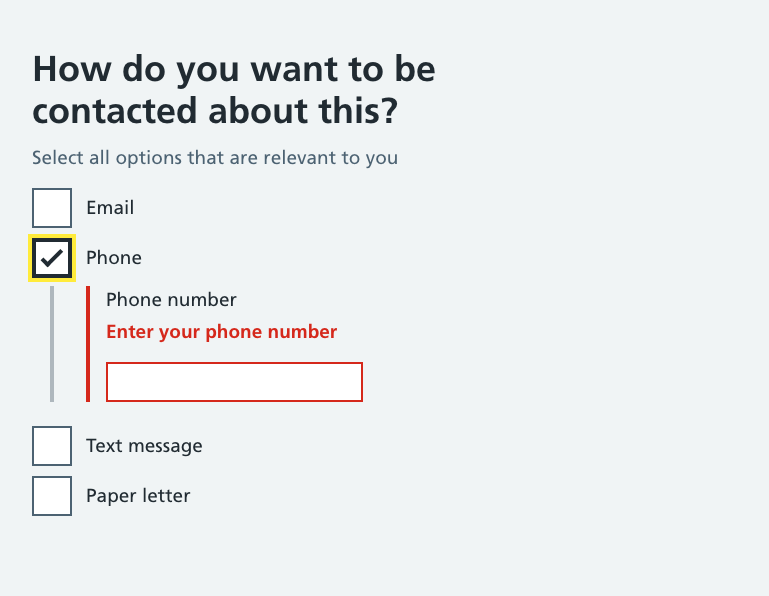 How do you want to be
contacted about this?
Select all options that are relevant to you
Email
Phone
Phone number
Enter your phone number
Text message
Paper letter